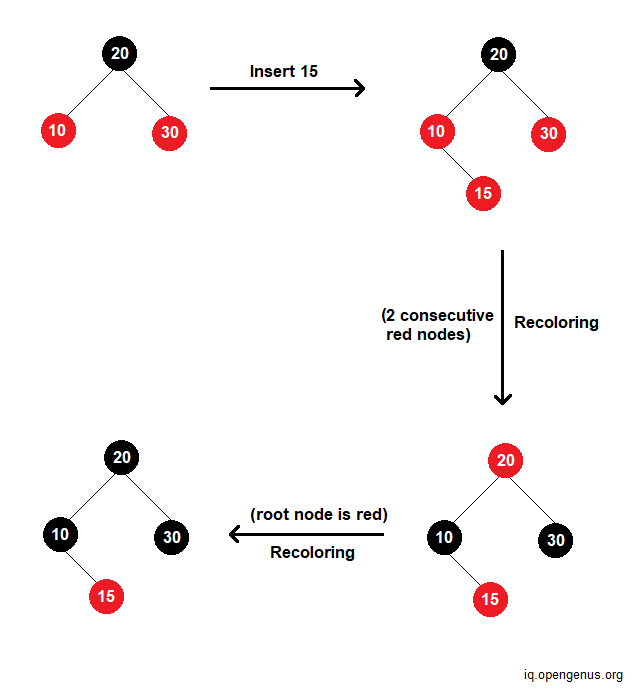 20
10
30
Insert 15
20
10
30
15
(2 consecutive
red nodes)
Recoloring
20
10
30
15
(root node is red)
Recoloring
20
10
30
15
iq.opengenus.org